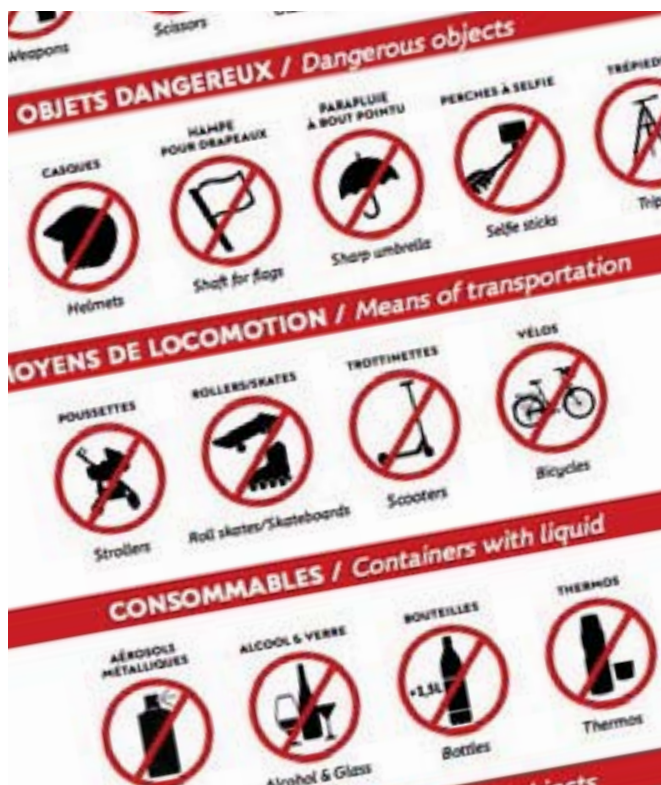 Weapons
Scissors
OBJETS DANGEREUX / Dangerous objects
CASQUES
HAMPE
POUR DRAPEAUX
PARAPLUIE
À BOUT POINTU
PERCHES À SELFIE
Helmets
Shaft for flags
Sharp umbrella
Selfie sticks
MOYENS DE LOCOMOTION / Means of transportation
POUSSETTES
ROLLERS/SKATES
TROTTINETTES
VÉLOS
Strollers
Roll skates/Skateboards
Scooters
Bicycles
CONSOMMABLES / Containers with liquid
AÉROSOLS
MÉTALLIQUES
ALCOOL & VERRE
BOUTEILLES
THERMOS
+1,5L
Alcohol & Glass
Bottles
Thermos
objects